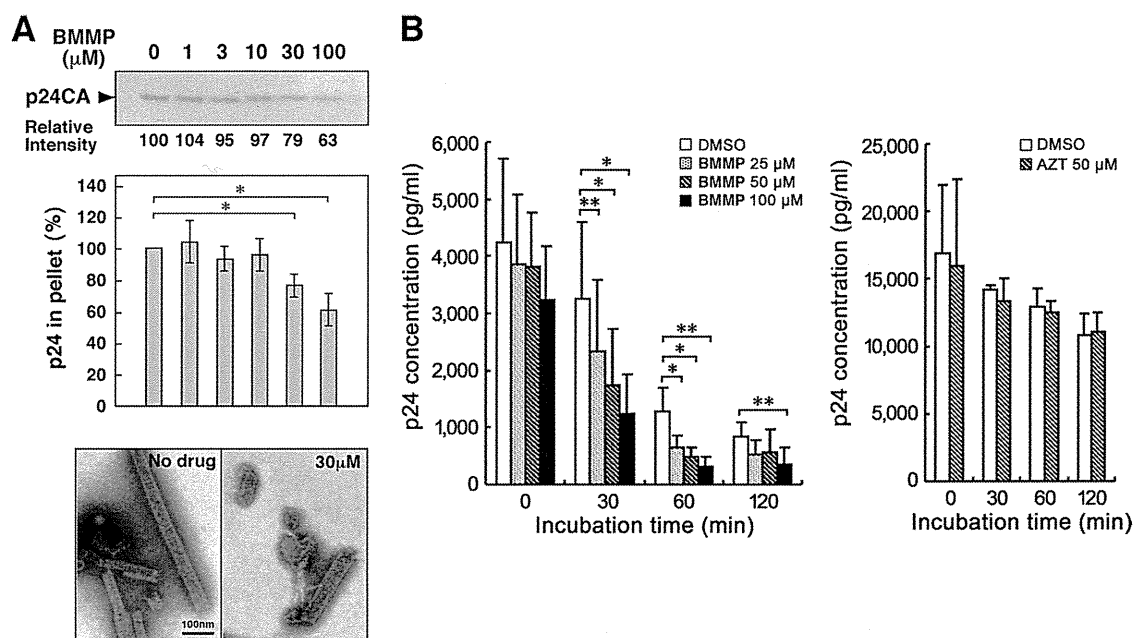 A
BMMP
(μM)
0 1 3 10 30 100
p24CA
Relative
Intensity
100 104 95 97 79 63
p24 in pellet (%)
140
120
100
80
60
40
20
0
*
*
No drug
100nm
30μM
B
p24 concentration (pg/ml)
6,000
5,000
4,000
3,000
2,000
1,000
0
DMSO
BMMP 25 μM
BMMP 50 μM
BMMP 100 μM
*
*
**
**
*
*
**
0 30 60 120
Incubation time (min)
p24 concentration (pg/ml)
25,000
20,000
15,000
10,000
5,000
0
DMSO
AZT 50 μM
0 30 60 120
Incubation time (min)